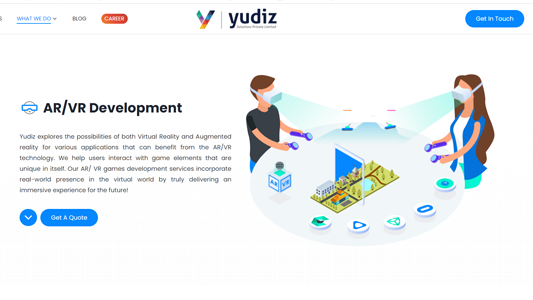 S WHAT WE DO BLOG CAREER yudiz Get In Touch
Solutions Private Limited
AR/VR Development
Yudiz explores the possibilities of both Virtual Reality and Augmented
reality for various applications that can benefit from the AR/VR
technology. We help users interact with game elements that are
unique in itself. Our AR/ VR games development services incorporate
real-world presence in the virtual world by truly delivering an
immersive experience for the future!
Get A Quote
AR VR